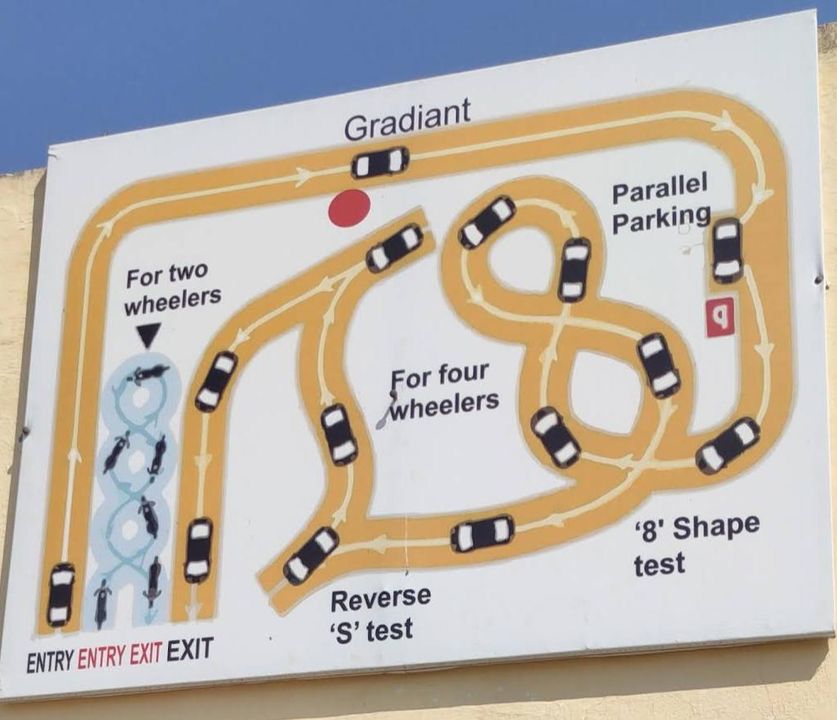 Gradiant
Parallel
Parking
For two
wheelers
P
For four
wheelers
'8' Shape
test
Reverse
'S' test
ENTRY ENTRY EXIT EXIT